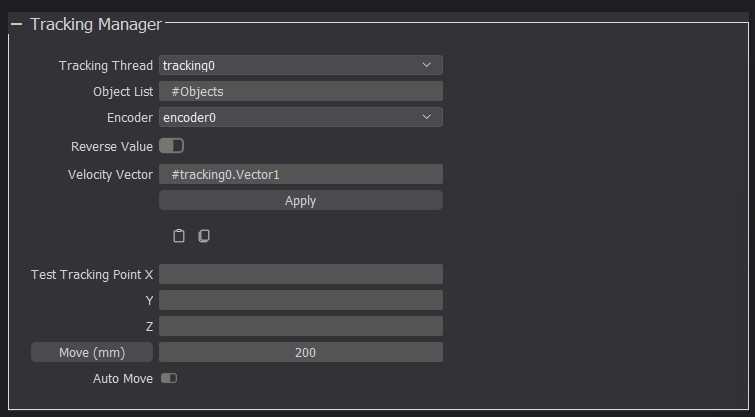 Tracking Manager
Tracking Thread tracking0
Object List #Objects
Encoder encoder0
Reverse Value
Velocity Vector #tracking0.Vector1
Apply
Test Tracking Point X
Y
Z
Move (mm) 200
Auto Move